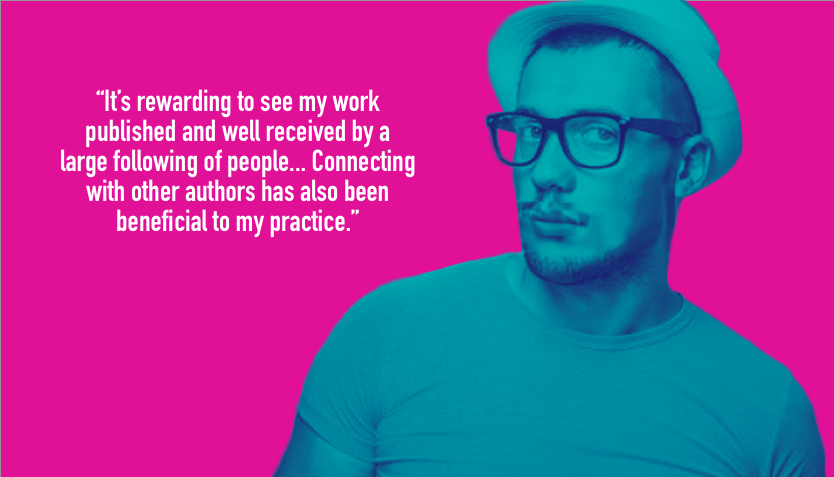 “It’s rewarding to see my work
published and well received by a
large following of people... Connecting
with other authors has also been
beneficial to my practice.”